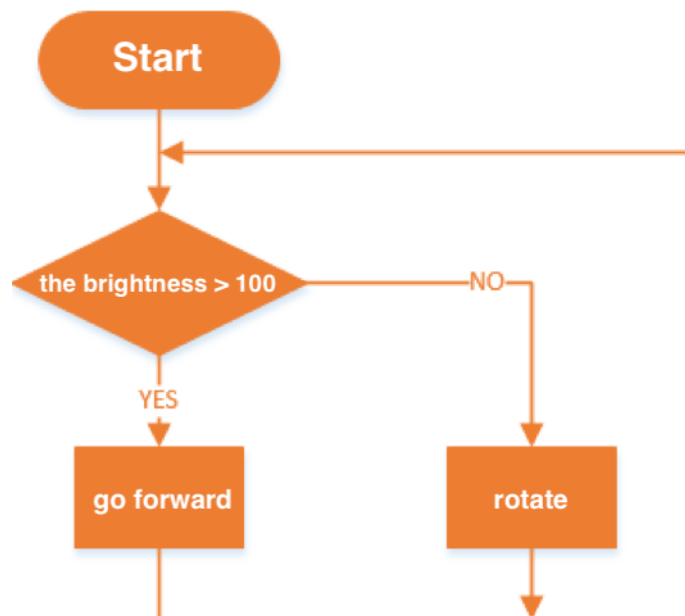 Start
the brightness > 100
NO
YES
go forward
rotate